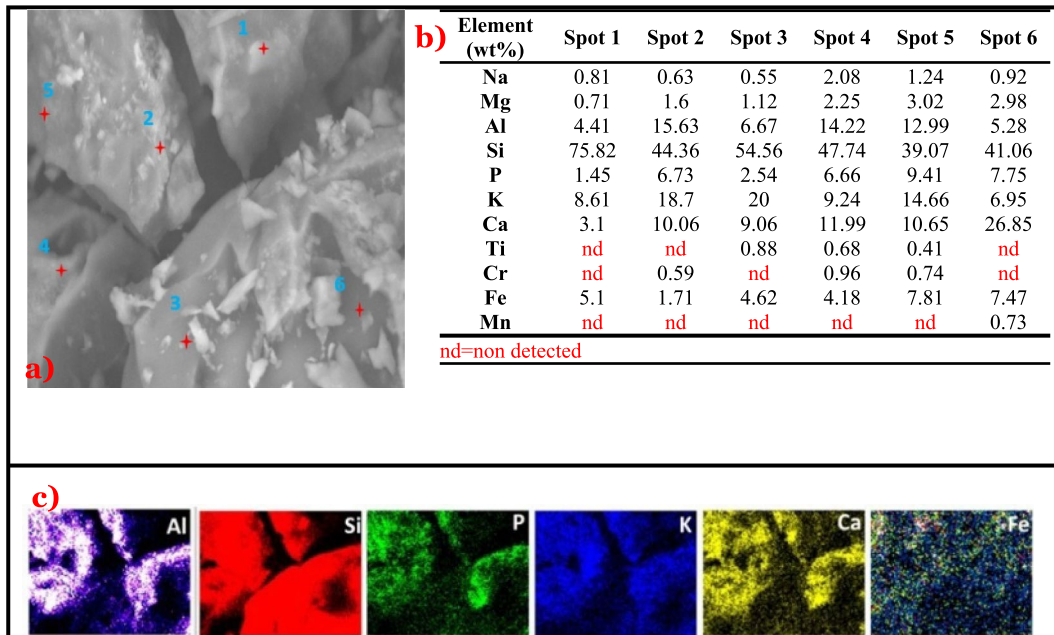 1
5
2
4
3
6
a)
b)
Element (wt%) Spot 1 Spot 2 Spot 3 Spot 4 Spot 5 Spot 6
Na 0.81 0.63 0.55 2.08 1.24 0.92
Mg 0.71 1.6 1.12 2.25 3.02 2.98
Al 4.41 15.63 6.67 14.22 12.99 5.28
Si 75.82 44.36 54.56 47.74 39.07 41.06
P 1.45 6.73 2.54 6.66 9.41 7.75
K 8.61 18.7 20 9.24 14.66 6.95
Ca 3.1 10.06 9.06 11.99 10.65 26.85
Ti nd nd 0.88 0.68 0.41 nd
Cr nd 0.59 nd 0.96 0.74 nd
Fe 5.1 1.71 4.62 4.18 7.81 7.47
Mn nd nd nd nd nd 0.73
nd=non detected
c)
Al Si P K Ca Fe